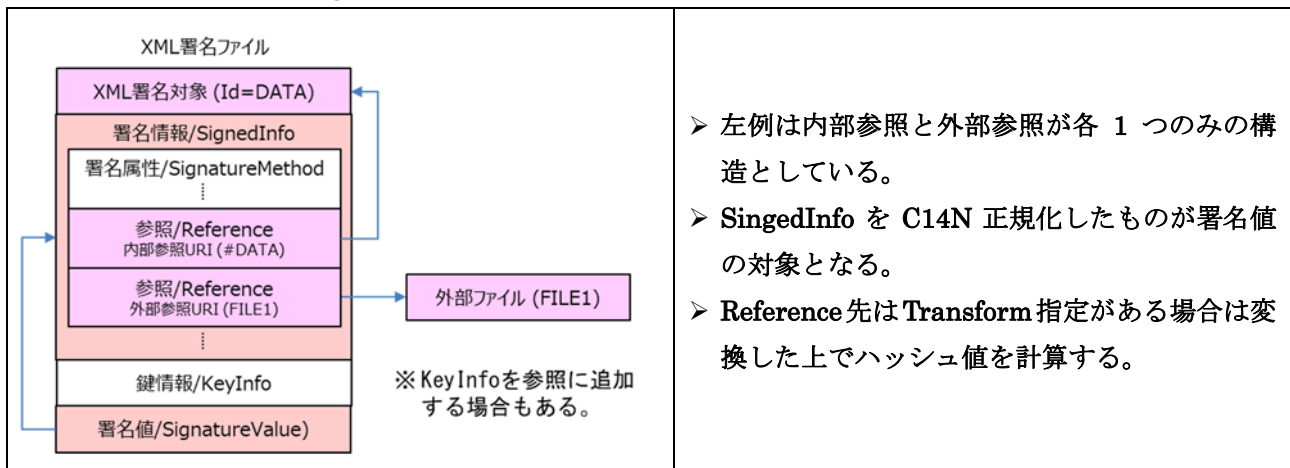 XML署名ファイル
XML署名対象 (Id=DATA)
署名情報/SignedInfo
署名属性/SignatureMethod
⋮
参照/Reference
内部参照URI (#DATA)
参照/Reference
外部参照URI (FILE1)
⋮
鍵情報/KeyInfo
署名値/SignatureValue)
外部ファイル (FILE1)
※KeyInfoを参照に追加
する場合もある。
➢ 左例は内部参照と外部参照が各 1 つのみの構
造としている。
➢ SingedInfo を C14N 正規化したものが署名値
の対象となる。
➢ Reference先はTransform指定がある場合は変
換した上でハッシュ値を計算する。